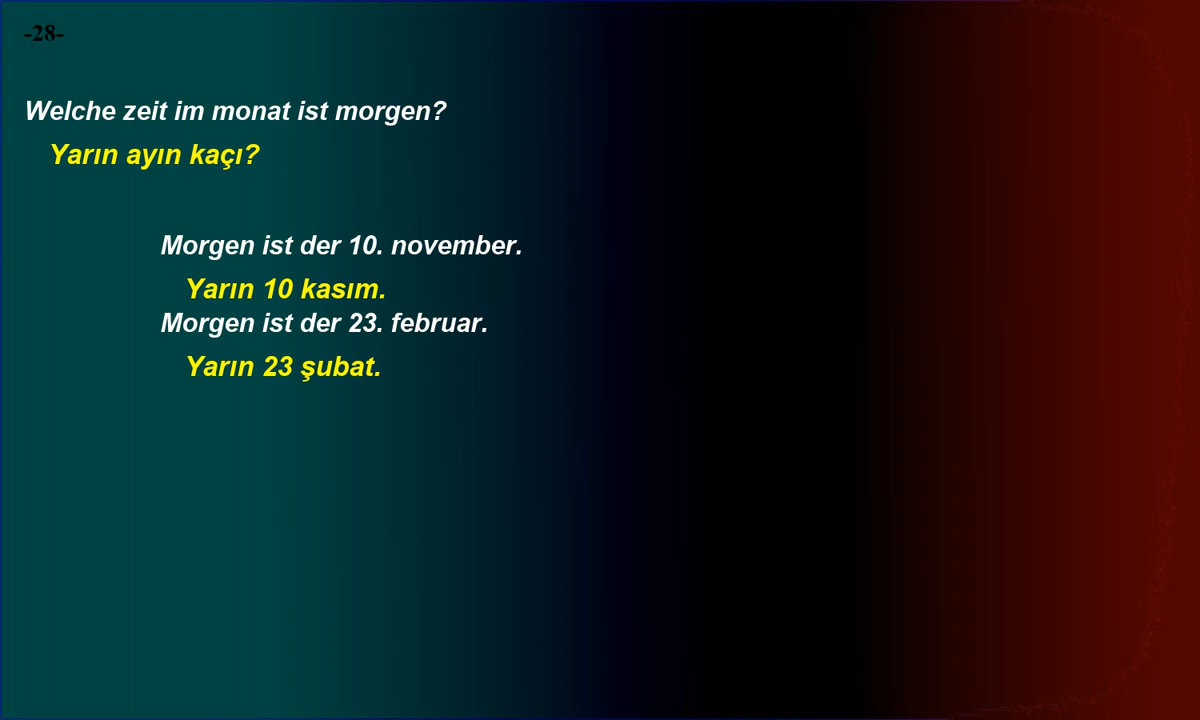 -28-
Welche zeit im monat ist morgen?
Yarın ayın kaçı?
Morgen ist der 10. november.
Yarın 10 kasım.
Morgen ist der 23. februar.
Yarın 23 şubat.